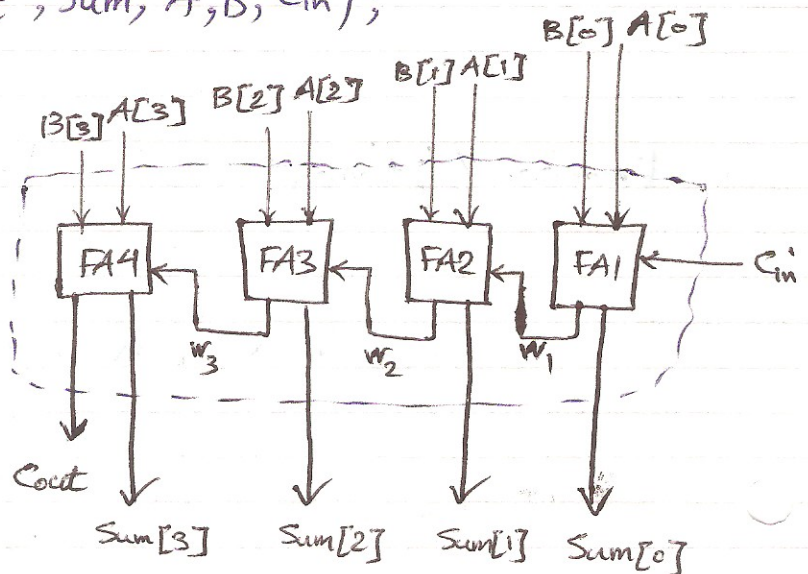 , Sum, A, B, Cin) ;
B[0] A[0]
B[1] A[1]
B[2] A[2]
B[3] A[3]
FA4 FA3 FA2 FA1 Cin
w3 w2 w1
Cout
Sum[3] Sum[2] Sum[1] Sum[0]